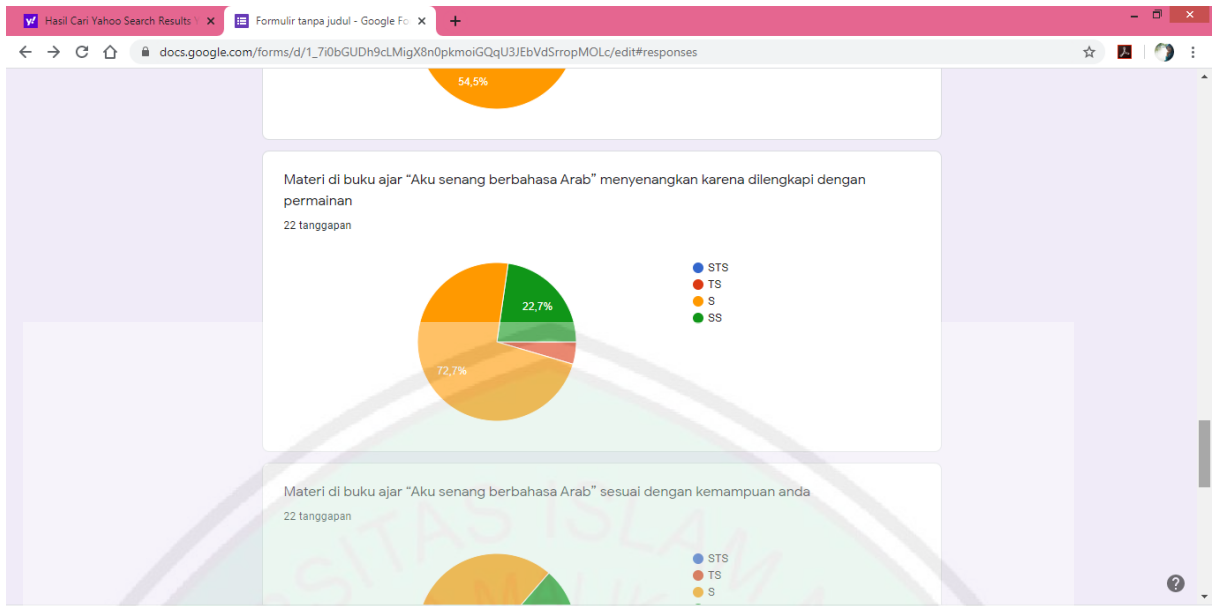 Hasil Cari Yahoo Search Results
Formulir tanpa judul - Google Fo
docs.google.com/forms/d/1_7i0bGUDh9cLMigX8n0pkmoiGQqU3JEbVdSrropMOLc/edit#responses
54,5%
Materi di buku ajar “Aku senang berbahasa Arab” menyenangkan karena dilengkapi dengan
permainan
22 tanggapan
22,7%
72,7%
STS
TS
S
SS
Materi di buku ajar “Aku senang berbahasa Arab” sesuai dengan kemampuan anda
22 tanggapan
STS
TS
S